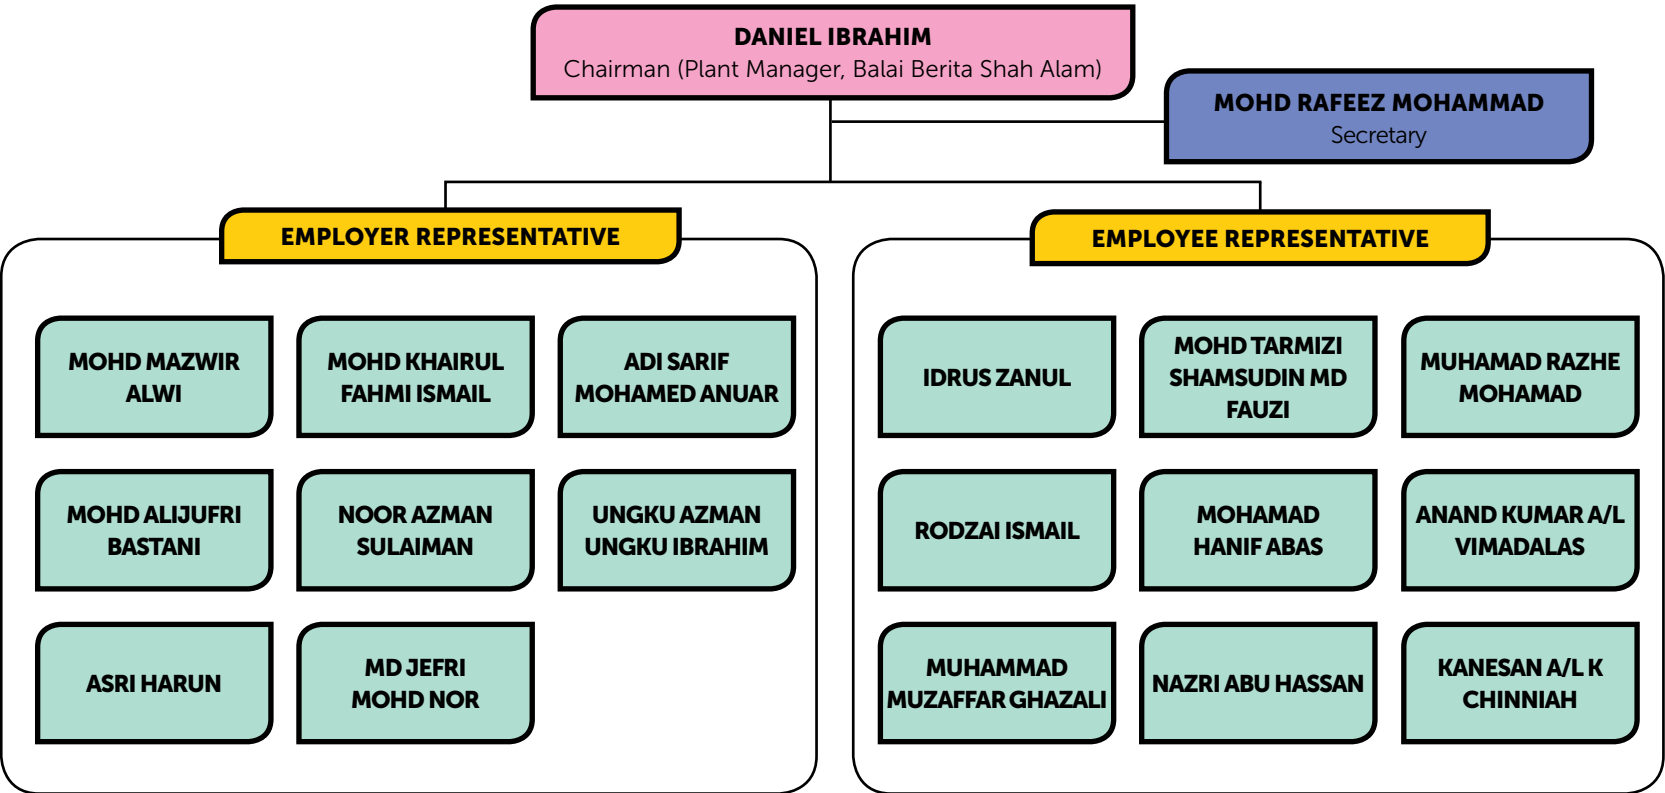 DANIEL IBRAHIM
Chairman (Plant Manager, Balai Berita Shah Alam)
MOHD RAFEEZ MOHAMMAD
Secretary
EMPLOYER REPRESENTATIVE
MOHD MAZWIR
ALWI
MOHD KHAIRUL
FAHMI ISMAIL
ADI SARIF
MOHAMED ANUAR
MOHD ALIJUFRI
BASTANI
NOOR AZMAN
SULAIMAN
UNGKU AZMAN
UNGKU IBRAHIM
ASRI HARUN
MD JEFRI
MOHD NOR
EMPLOYEE REPRESENTATIVE
IDRUS ZANUL
MOHD TARMIZI
SHAMSUDIN MD
FAUZI
MUHAMAD RAZHE
MOHAMAD
RODZAI ISMAIL
MOHAMAD
HANIF ABAS
ANAND KUMAR A/L
VIMADALAS
MUHAMMAD
MUZAFFAR GHAZALI
NAZRI ABU HASSAN
KANESAN A/L K
CHINNIAH